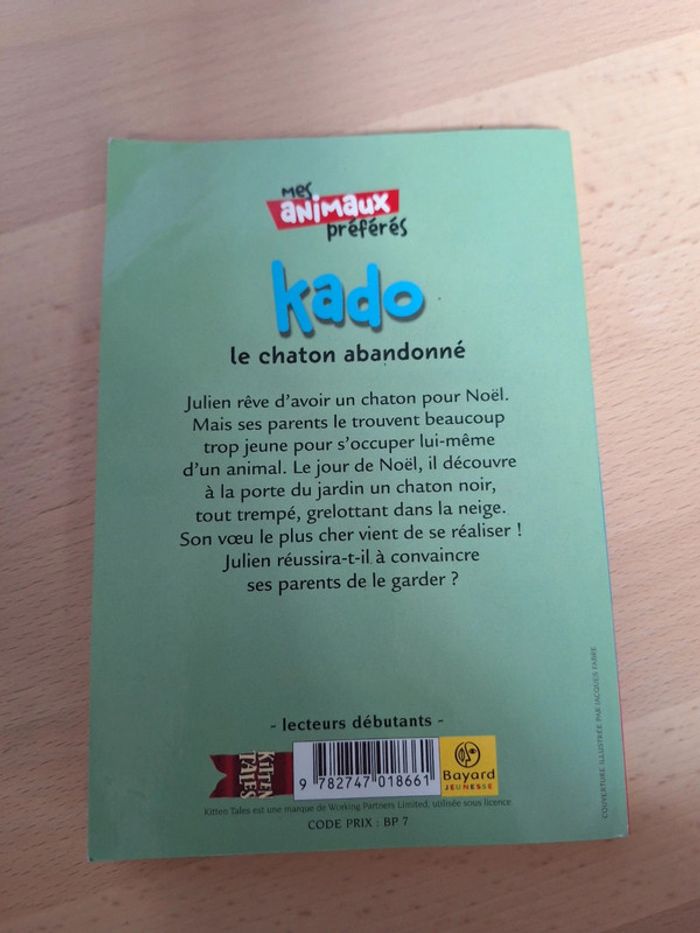 mes
animaux
préférés
kado
le chaton abandonné
Julien rêve d'avoir un chaton pour Noël.
Mais ses parents le trouvent beaucoup
trop jeune pour s'occuper lui-même
d'un animal. Le jour de Noël, il découvre
à la porte du jardin un chaton noir,
tout trempé, grelottant dans la neige.
Son vœu le plus cher vient de se réaliser !
Julien réussira-t-il à convaincre
ses parents de le garder ?
- lecteurs débutants -
KITTEN
TALES
9 782747 018661
Bayard
JEUNESSE
Kitten Tales est une marque de Working Partners Limited, utilisée sous licence.
CODE PRIX : BP 7
COUVERTURE ILLUSTRÉE PAR JACQUES FABRE